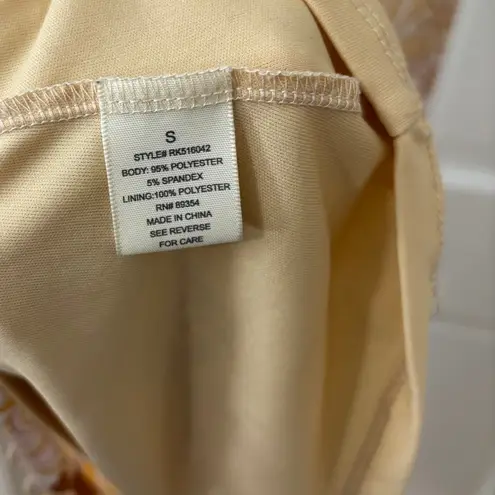 S
STYLE# RK516042
BODY: 95% POLYESTER
5% SPANDEX
LINING:100% POLYESTER
RN# 89354
MADE IN CHINA
SEE REVERSE
FOR CARE